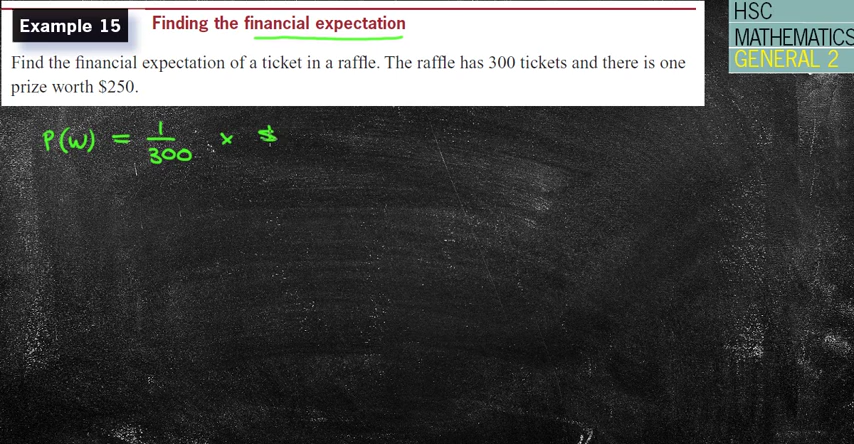 Example 15 Finding the financial expectation
HSC
MATHEMATICS
GENERAL 2
Find the financial expectation of a ticket in a raffle. The raffle has 300 tickets and there is one
prize worth $250.
P(W) = 1/300 × $